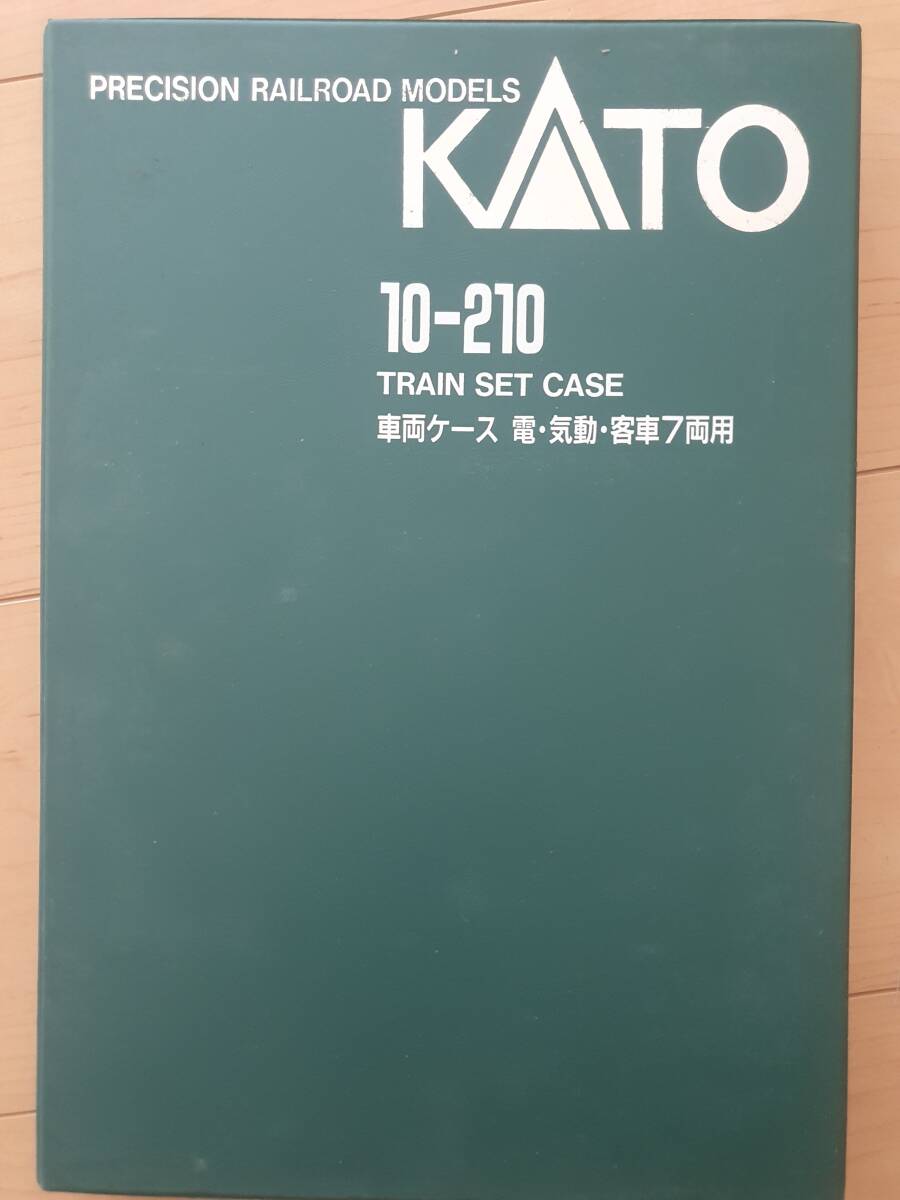 PRECISION RAILROAD MODELS
KATO
10-210
TRAIN SET CASE
車両ケース 電・気動・客車7両用